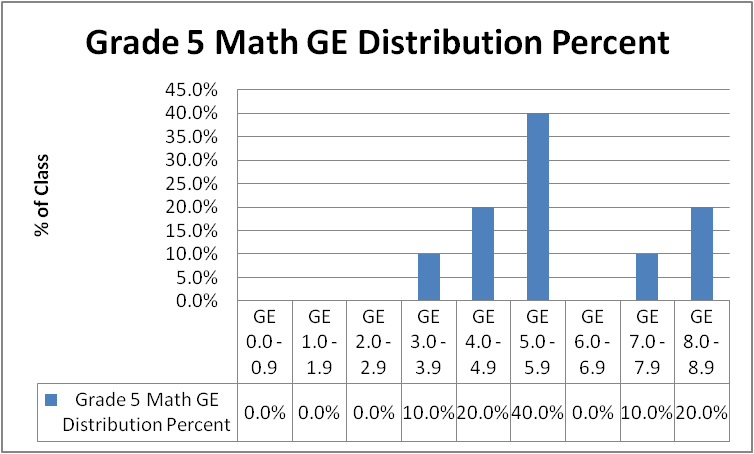 Grade 5 Math GE Distribution Percent
% of Class
45.0%
40.0%
35.0%
30.0%
25.0%
20.0%
15.0%
10.0%
5.0%
0.0%
GE 0.0 - 0.9
GE 1.0 - 1.9
GE 2.0 - 2.9
GE 3.0 - 3.9
GE 4.0 - 4.9
GE 5.0 - 5.9
GE 6.0 - 6.9
GE 7.0 - 7.9
GE 8.0 - 8.9
Grade 5 Math GE
Distribution Percent
0.0% 0.0% 0.0% 10.0% 20.0% 40.0% 0.0% 10.0% 20.0%